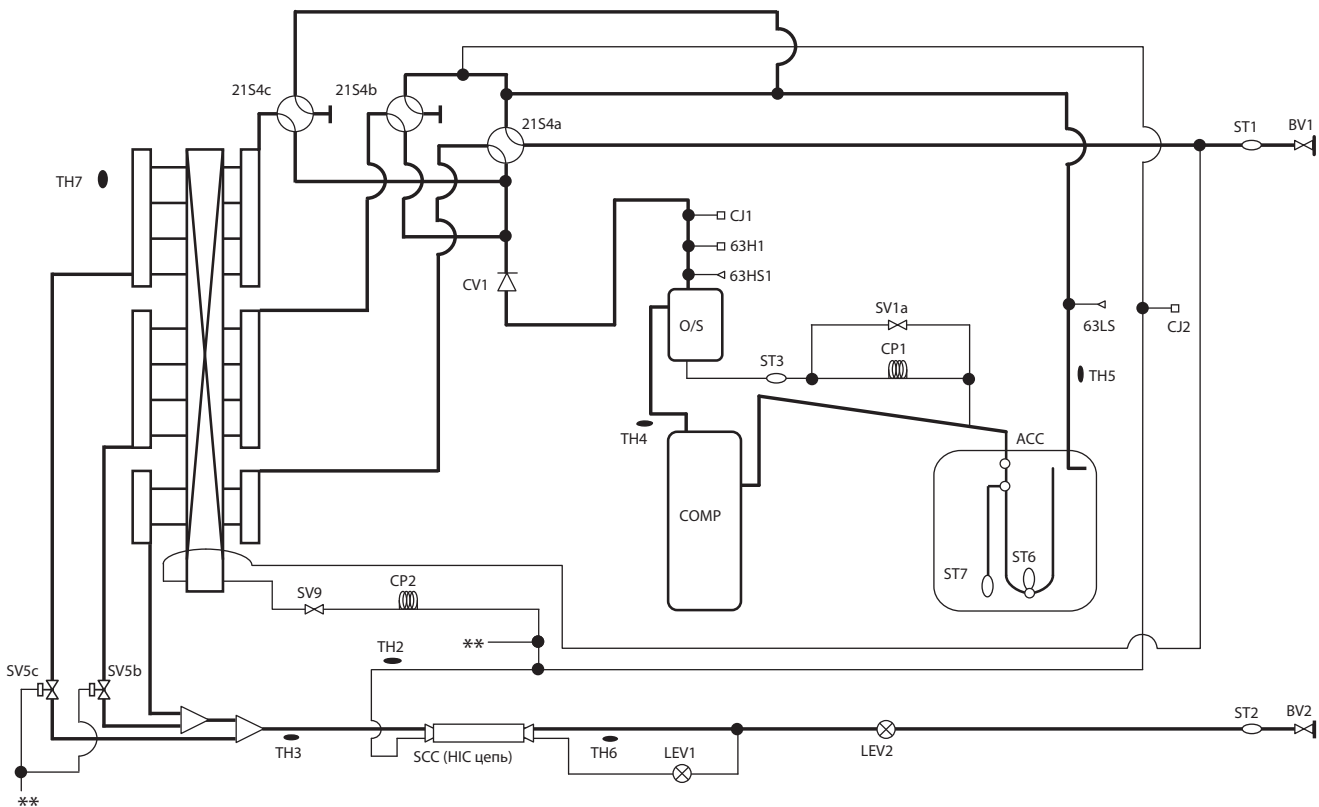 21S4c
21S4b
21S4a
ST1
BV1
TH7
CJ1
63H1
63HS1
CV1
O/S
SV1a
63LS
CJ2
ST3
CP1
TH5
TH4
ACC
COMP
ST7
ST6
SV9
CP2
**
TH2
SV5c
SV5b
TH3
SCC (HIC цепь)
TH6
LEV1
LEV2
ST2
BV2
**